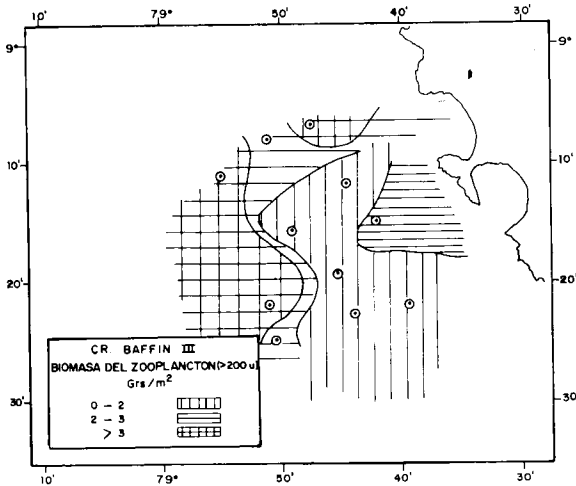 10' 79° 50' 40' 30'
9° 9°
10' 10'
20' 20'
CR. BAFFIN III
BIOMASA DEL ZOOPLANCTON(>200 u)
Grs/m²
0 - 2
2 - 3
> 3
30' 30'
10' 79° 50' 40' 30'